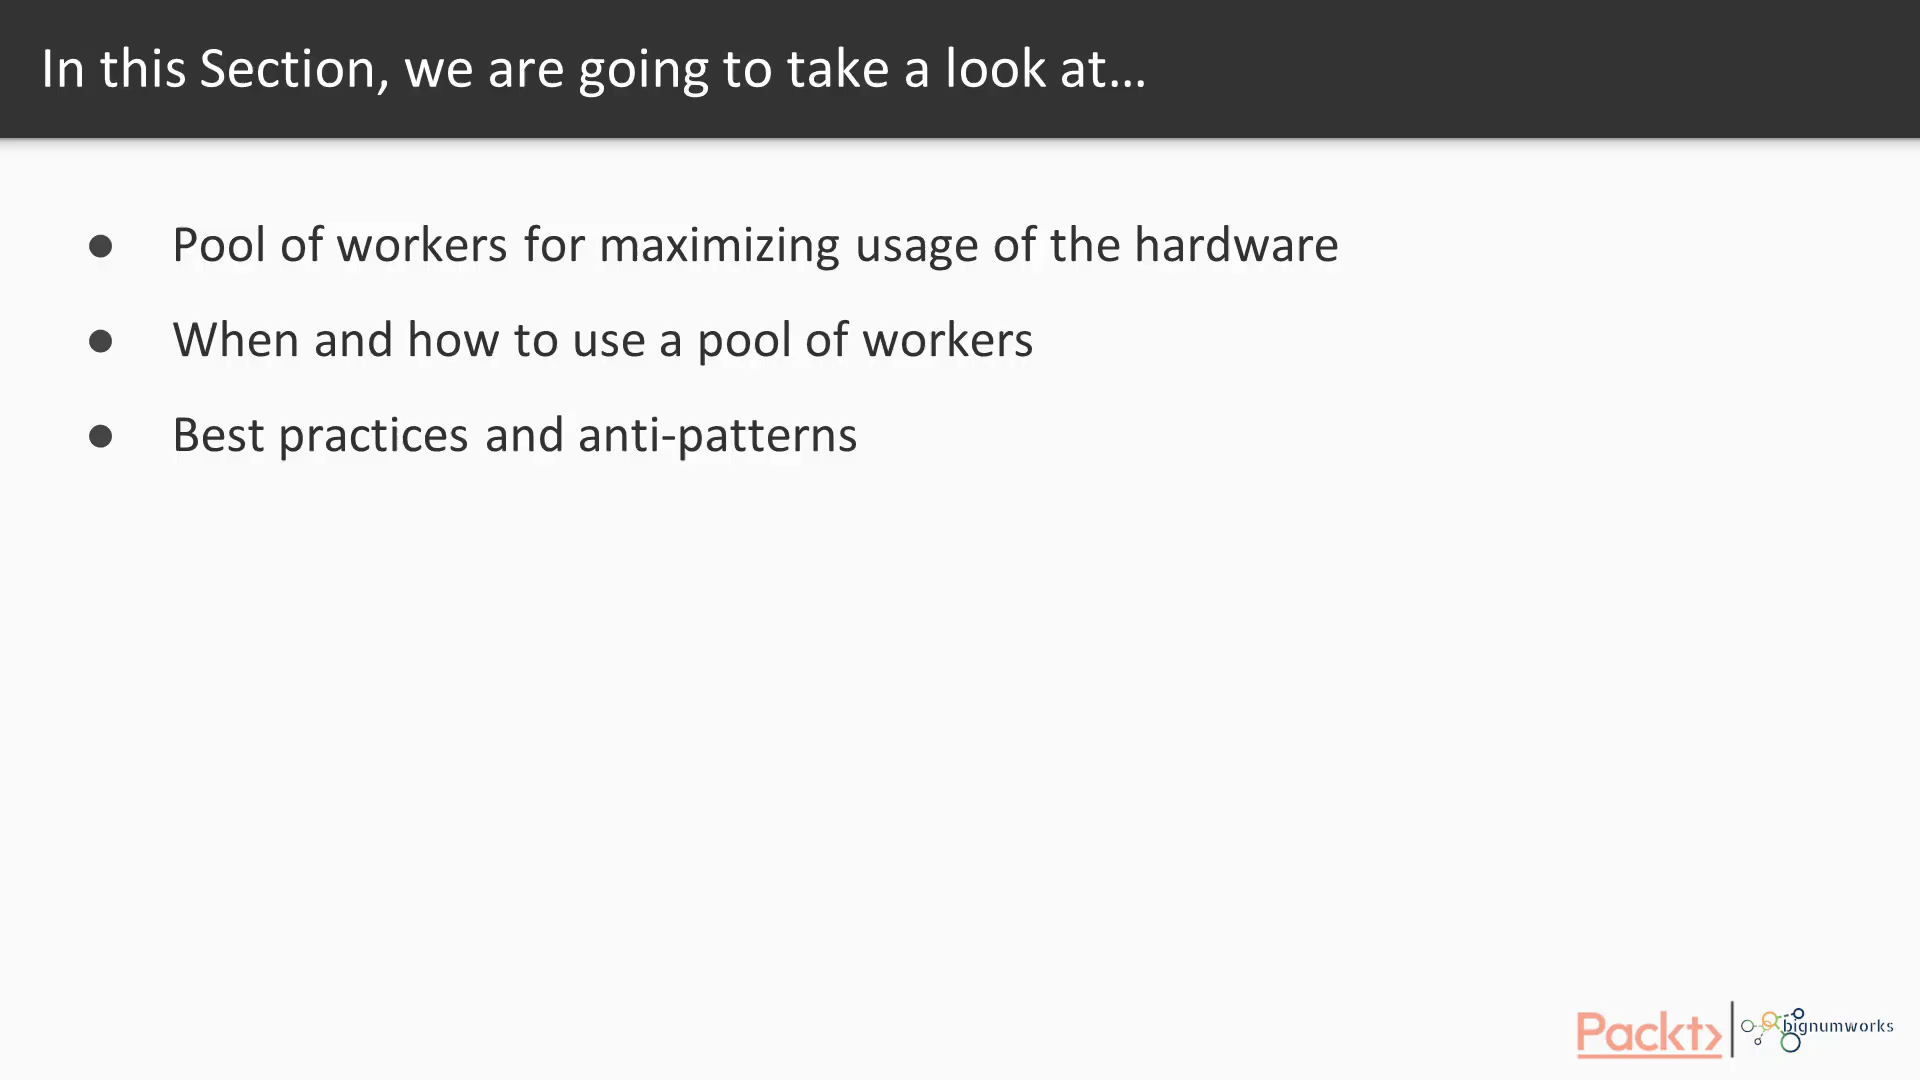 In this Section, we are going to take a look at...
● Pool of workers for maximizing usage of the hardware
● When and how to use a pool of workers
● Best practices and anti-patterns
Packt> | bignumworks